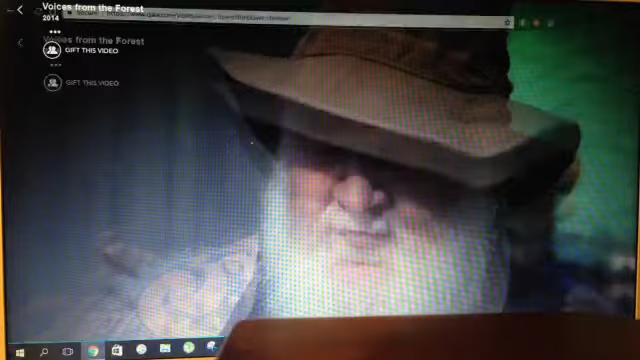 Voices from the Forest
2014
GIFT THIS VIDEO
Voices from the Forest
GIFT THIS VIDEO